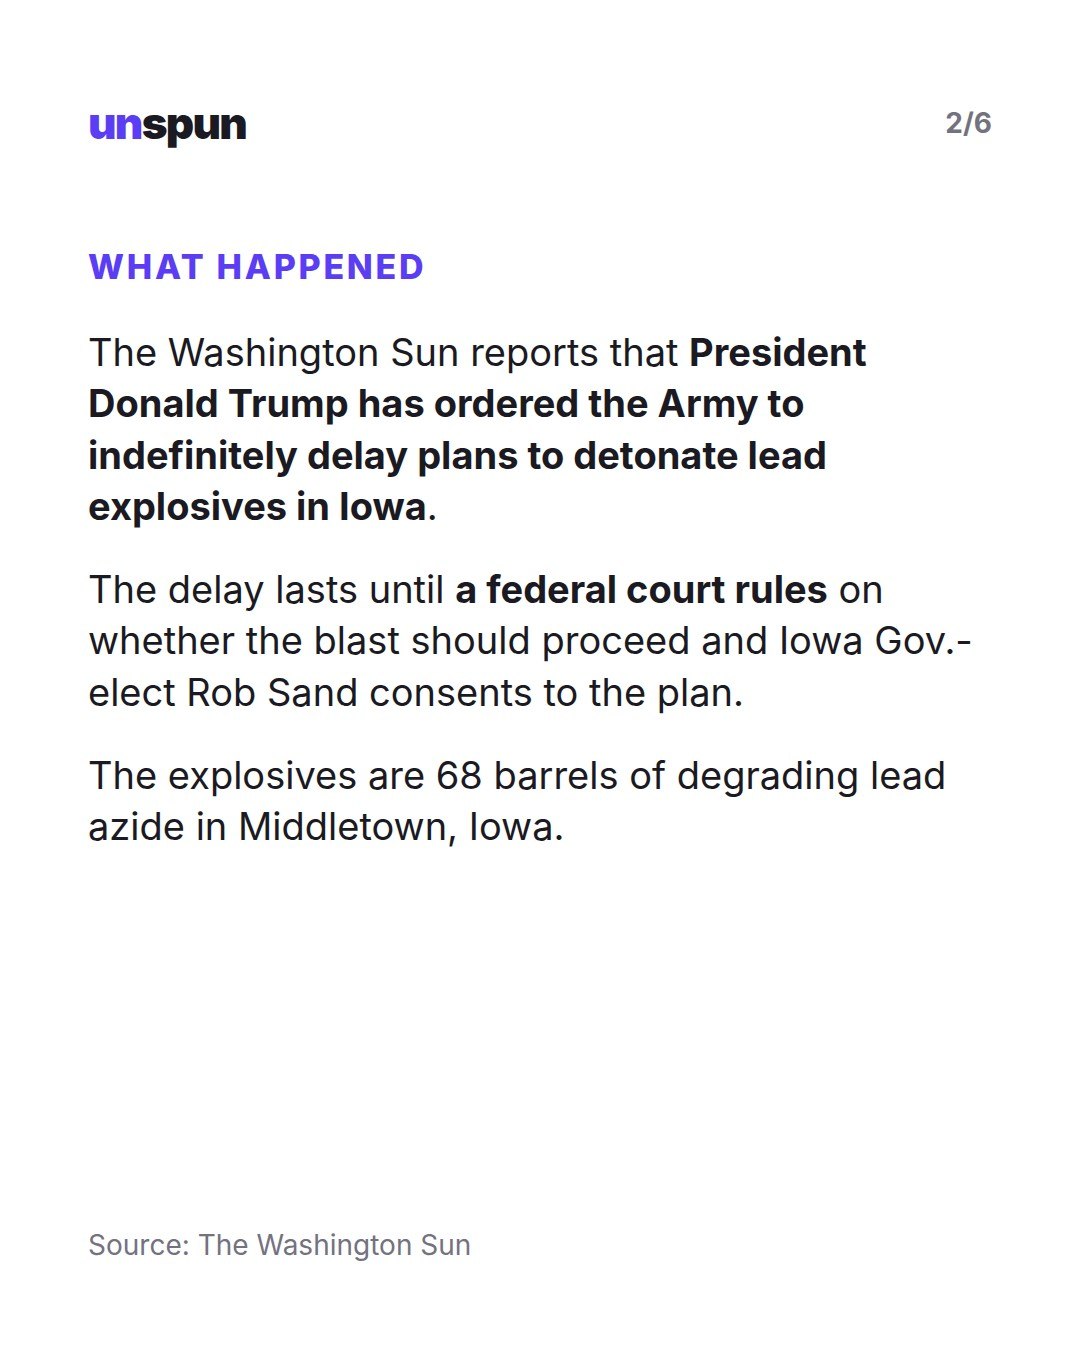 unspun
2/6
WHAT HAPPENED
The Washington Sun reports that President
Donald Trump has ordered the Army to
indefinitely delay plans to detonate lead
explosives in Iowa.
The delay lasts until a federal court rules on
whether the blast should proceed and Iowa Gov.-
elect Rob Sand consents to the plan.
The explosives are 68 barrels of degrading lead
azide in Middletown, Iowa.
Source: The Washington Sun